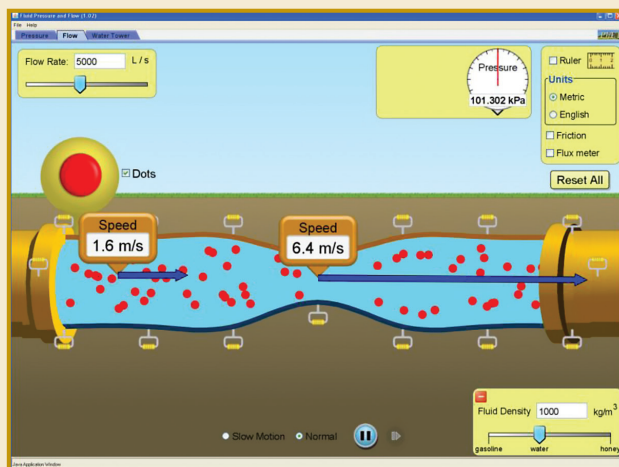 Fluid Pressure and Flow (1.02)
File Help
Pressure Flow Water Tower
Flow Rate: 5000 L / s
Pressure
101.302 kPa
Ruler
Units
Metric
English
Friction
Flux meter
Reset All
Dots
Speed
1.6 m/s
Speed
6.4 m/s
Slow Motion Normal
Fluid Density 1000 kg/m3
gasoline water honey
Java Application Window